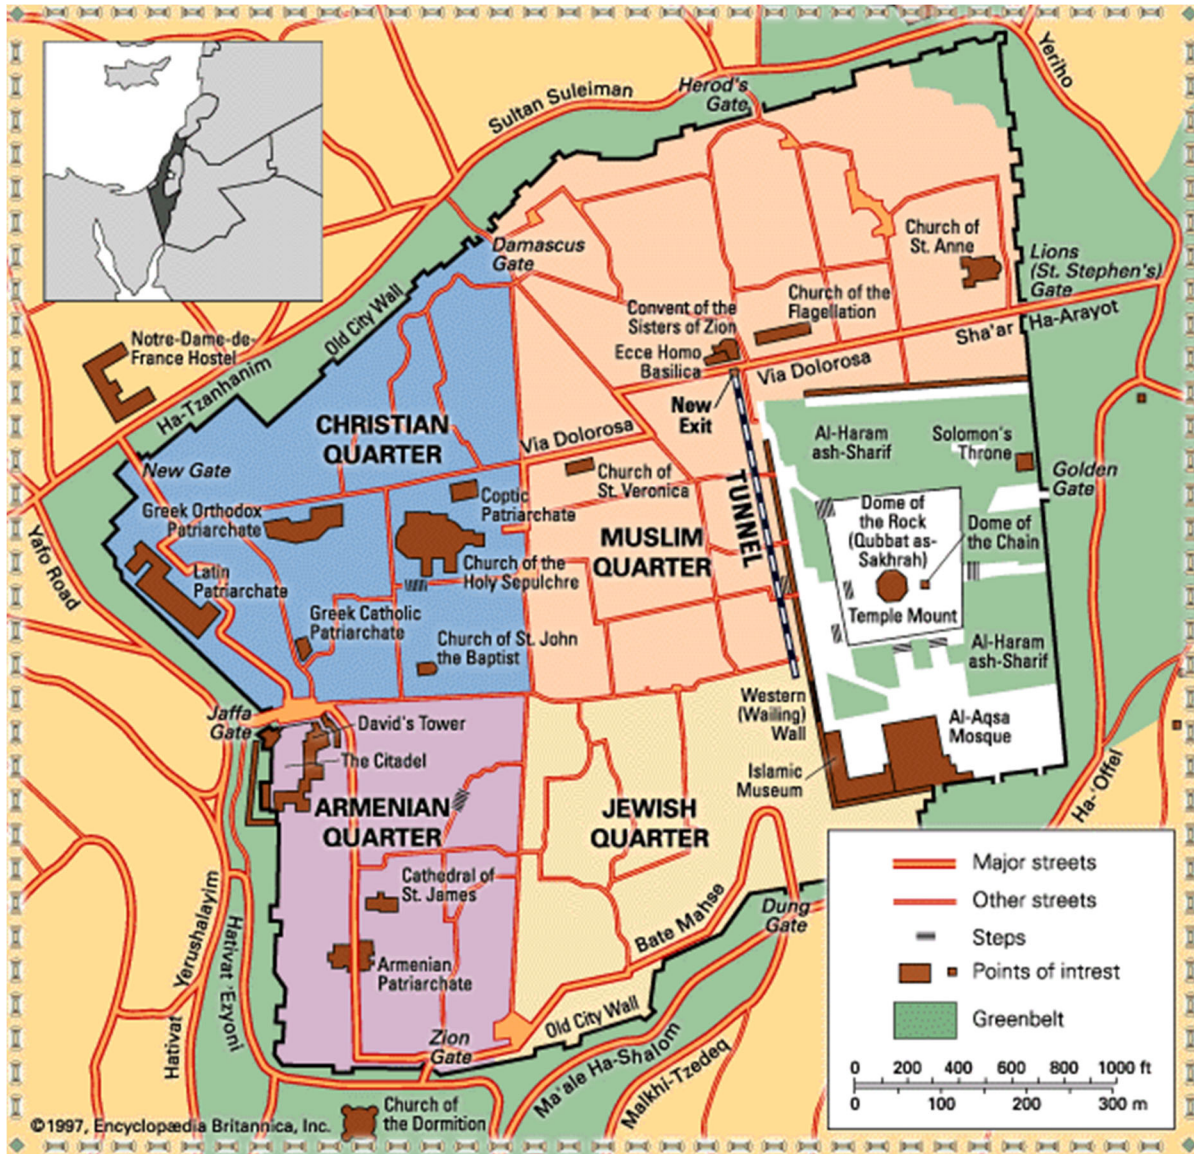 Yeriho
Herod's
Gate
Sultan Suleiman
Damascus
Gate
Church of
St. Anne
Lions
(St. Stephen's)
Gate
Old City Wall
Convent of the
Sisters of Zion
Church of the
Flagellation
Sha'ar Ha-Arayot
Notre-Dame-de-
France Hostel
Ecce Homo
Basilica
Via Dolorosa
Ha-Tzanhanim
New
Exit
CHRISTIAN
QUARTER
Via Dolorosa
Al-Haram
ash-Sharif
Solomon's
Throne
New Gate
Church of
St. Veronica
TUNNEL
Golden
Gate
Greek Orthodox
Patriarchate
Coptic
Patriarchate
Dome of
the Rock
(Qubbat as-
Sakhrah)
Dome of
the Chain
Yafo Road
MUSLIM
QUARTER
Latin
Patriarchate
Church of the
Holy Sepulchre
Temple Mount
Greek Catholic
Patriarchate
Church of St. John
the Baptist
Al-Haram
ash-Sharif
Western
(Wailing)
Wall
Jaffa
Gate
David's Tower
Al-Aqsa
Mosque
The Citadel
Islamic
Museum
Ha-'Offel
ARMENIAN
QUARTER
JEWISH
QUARTER
Cathedral of
St. James
Bate Mahse
Dung
Gate
Hativat Yerushalayim
Hativat 'Ezyoni
Armenian
Patriarchate
Old City Wall
Zion
Gate
Ma'ale Ha-Shalom
Malkhi-Tzedeq
Church of
the Dormition
Major streets
Other streets
Steps
Points of intrest
Greenbelt
0 200 400 600 800 1000 ft
0 100 200 300 m
©1997, Encyclopædia Britannica, Inc.